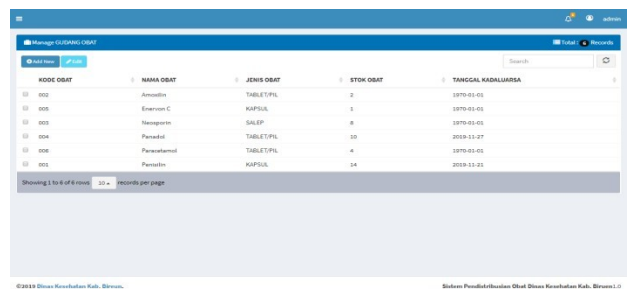 admin
Manage GUDANG OBAT Total : 6 Records
Add New Edit Search
KODE OBAT NAMA OBAT JENIS OBAT STOK OBAT TANGGAL KADALUARSA
002 Amoxilin TABLET/PIL 2 1970-01-01
005 Enervon C KAPSUL 1 1970-01-01
003 Neosporin SALEP 8 1970-01-01
004 Panadol TABLET/PIL 10 2019-11-27
006 Paracetamol TABLET/PIL 4 1970-01-01
001 Penisilin KAPSUL 14 2019-11-21
Showing 1 to 6 of 6 rows 10 records per page
©2019 Dinas Kesehatan Kab. Bireun. Sistem Pendistribusian Obat Dinas Kesehatan Kab. Bireun1.0